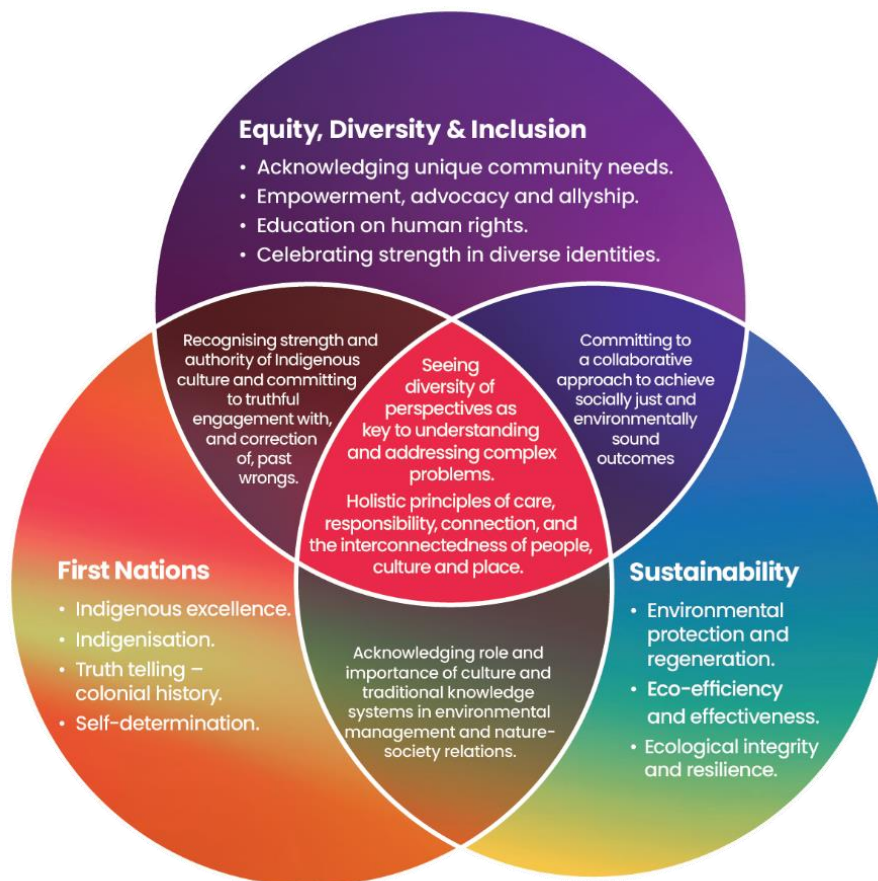 Equity, Diversity & Inclusion
• Acknowledging unique community needs.
• Empowerment, advocacy and allyship.
• Education on human rights.
• Celebrating strength in diverse identities.
Recognising strength and
authority of Indigenous
culture and committing
to truthful
engagement with,
and correction
of, past
wrongs.
Seeing
diversity of
perspectives as
key to understanding
and addressing complex
problems.
Holistic principles of care,
responsibility, connection, and
the interconnectedness of people,
culture and place.
Committing to
a collaborative
approach to achieve
socially just and
environmentally
sound
outcomes
First Nations
• Indigenous excellence.
• Indigenisation.
• Truth telling –
colonial history.
• Self-determination.
Acknowledging role and
importance of culture and
traditional knowledge
systems in environmental
management and nature-
society relations.
Sustainability
• Environmental
protection and
regeneration.
• Eco-efficiency
and effectiveness.
• Ecological integrity
and resilience.